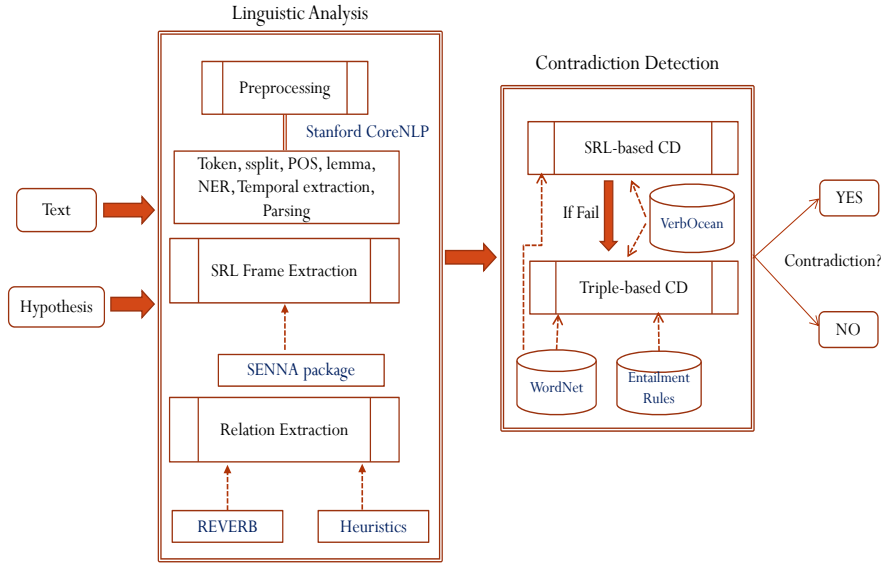 Linguistic Analysis
Preprocessing
Stanford CoreNLP
Token, ssplit, POS, lemma,
NER, Temporal extraction,
Parsing
Text
SRL Frame Extraction
Hypothesis
SENNA package
Relation Extraction
REVERB
Heuristics
Contradiction Detection
SRL-based CD
If Fail
VerbOcean
Triple-based CD
WordNet
Entailment
Rules
YES
Contradiction?
NO